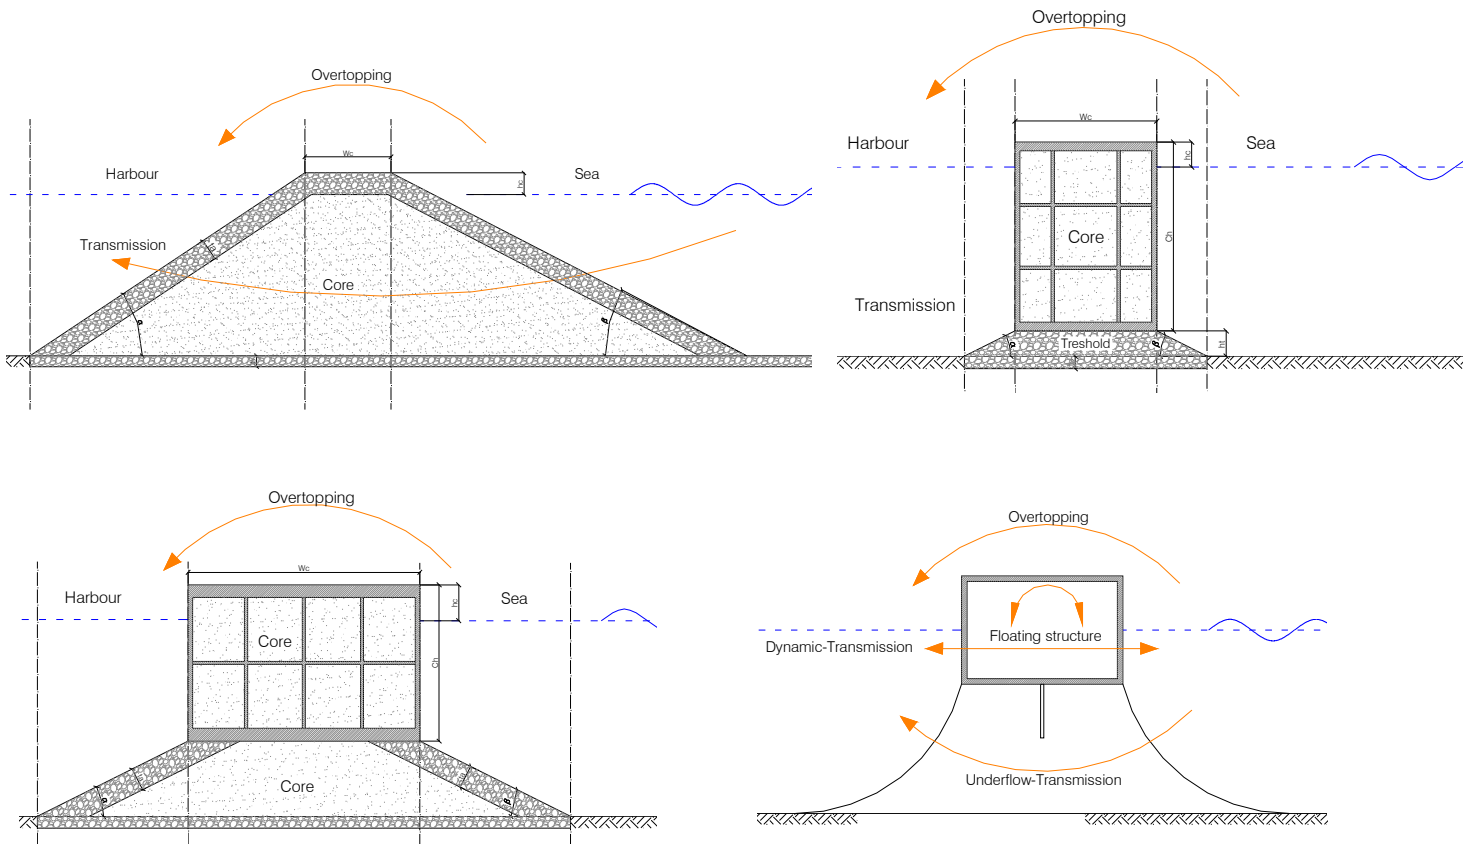 Overtopping
Wc
Harbour
hc
Sea
Transmission
Core
α
β
Overtopping
Wc
Harbour
hc
Sea
Ch
Core
Transmission
Treshold
ht
α
β
Overtopping
Wc
Harbour
hc
Sea
Core
Ch
Core
α
β
Overtopping
Floating structure
Dynamic-Transmission
Underflow-Transmission